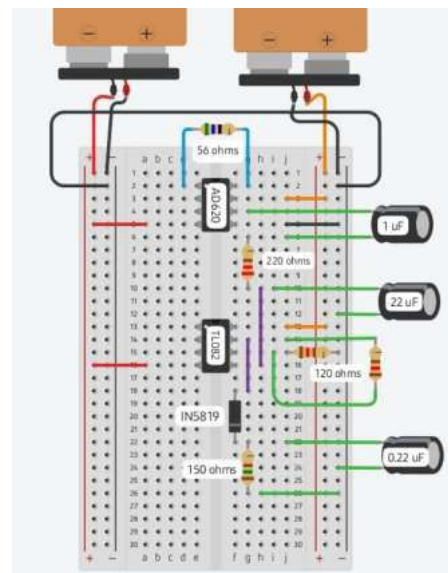 − +
− +
56 ohms
+ − a b c d e f g h i j + −
AD620
1 uF
220 ohms
22 uF
TL082
120 ohms
IN5819
150 ohms
0.22 uF
+ − a b c d e f g h i j + −